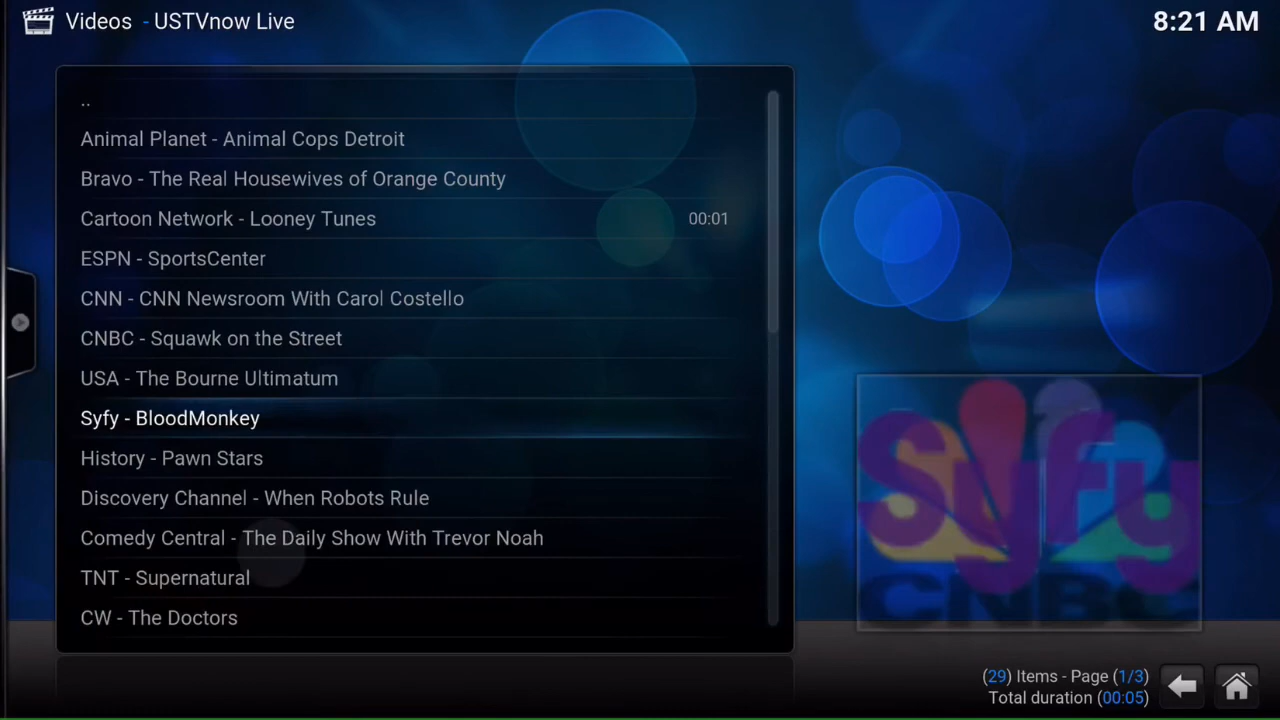 Videos - USTVnow Live
8:21 AM
..
Animal Planet - Animal Cops Detroit
Bravo - The Real Housewives of Orange County
Cartoon Network - Looney Tunes 00:01
ESPN - SportsCenter
CNN - CNN Newsroom With Carol Costello
CNBC - Squawk on the Street
USA - The Bourne Ultimatum
Syfy - BloodMonkey
History - Pawn Stars
Discovery Channel - When Robots Rule
Comedy Central - The Daily Show With Trevor Noah
TNT - Supernatural
CW - The Doctors
Syfy
CNBC
(29) Items - Page (1/3)
Total duration (00:05)